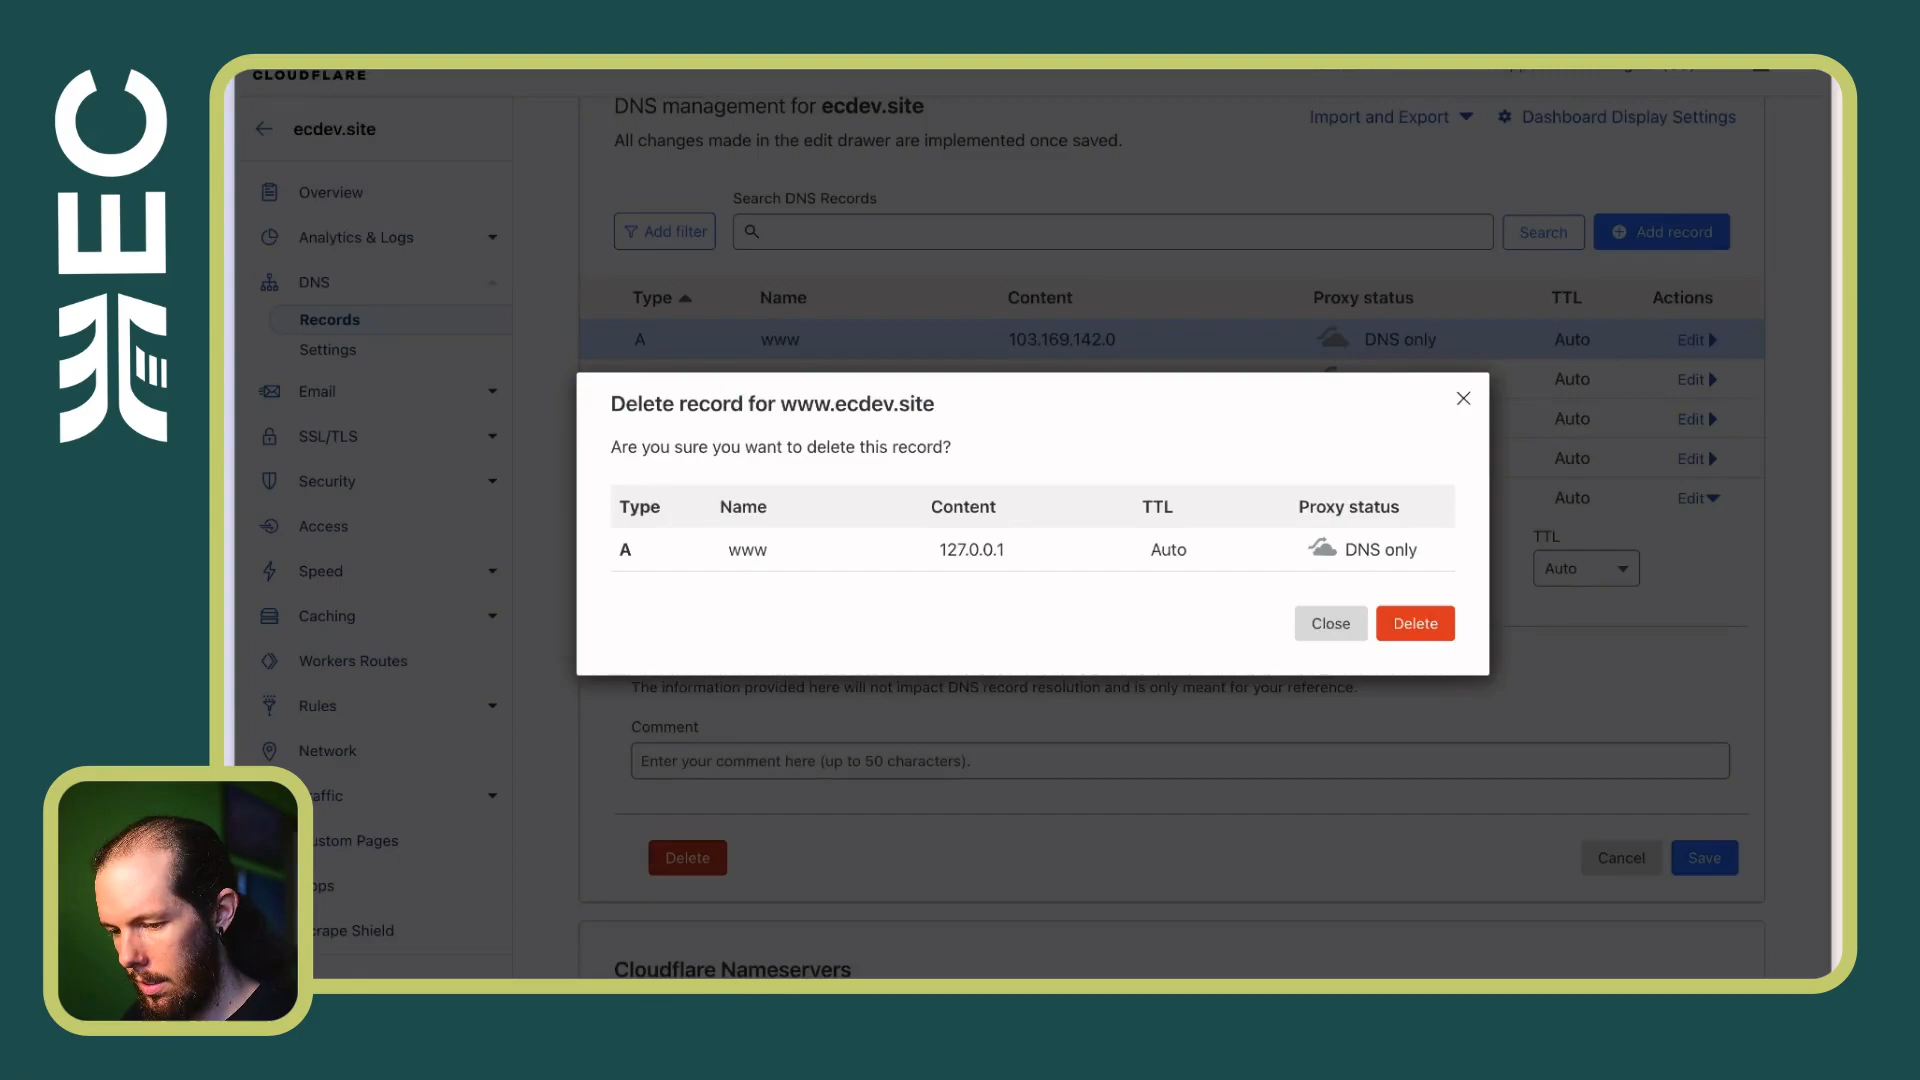 EC
CLOUDFLARE
ecdev.site
Overview
Analytics & Logs
DNS
Records
Settings
Email
SSL/TLS
Security
Access
Speed
Caching
Workers Routes
Rules
Network
affic
ustom Pages
ops
crape Shield
DNS management for ecdev.site
All changes made in the edit drawer are implemented once saved.
Import and Export
Dashboard Display Settings
Search DNS Records
Add filter
Search
Add record
Type Name Content Proxy status TTL Actions
A www 103.169.142.0 DNS only Auto Edit
Auto Edit
Auto Edit
Auto Edit
Auto Edit
TTL
Auto
Delete record for www.ecdev.site
Are you sure you want to delete this record?
Type Name Content TTL Proxy status
A www 127.0.0.1 Auto DNS only
Close Delete
The information provided here will not impact DNS record resolution and is only meant for your reference.
Comment
Enter your comment here (up to 50 characters).
Delete Cancel Save
Cloudflare Nameservers